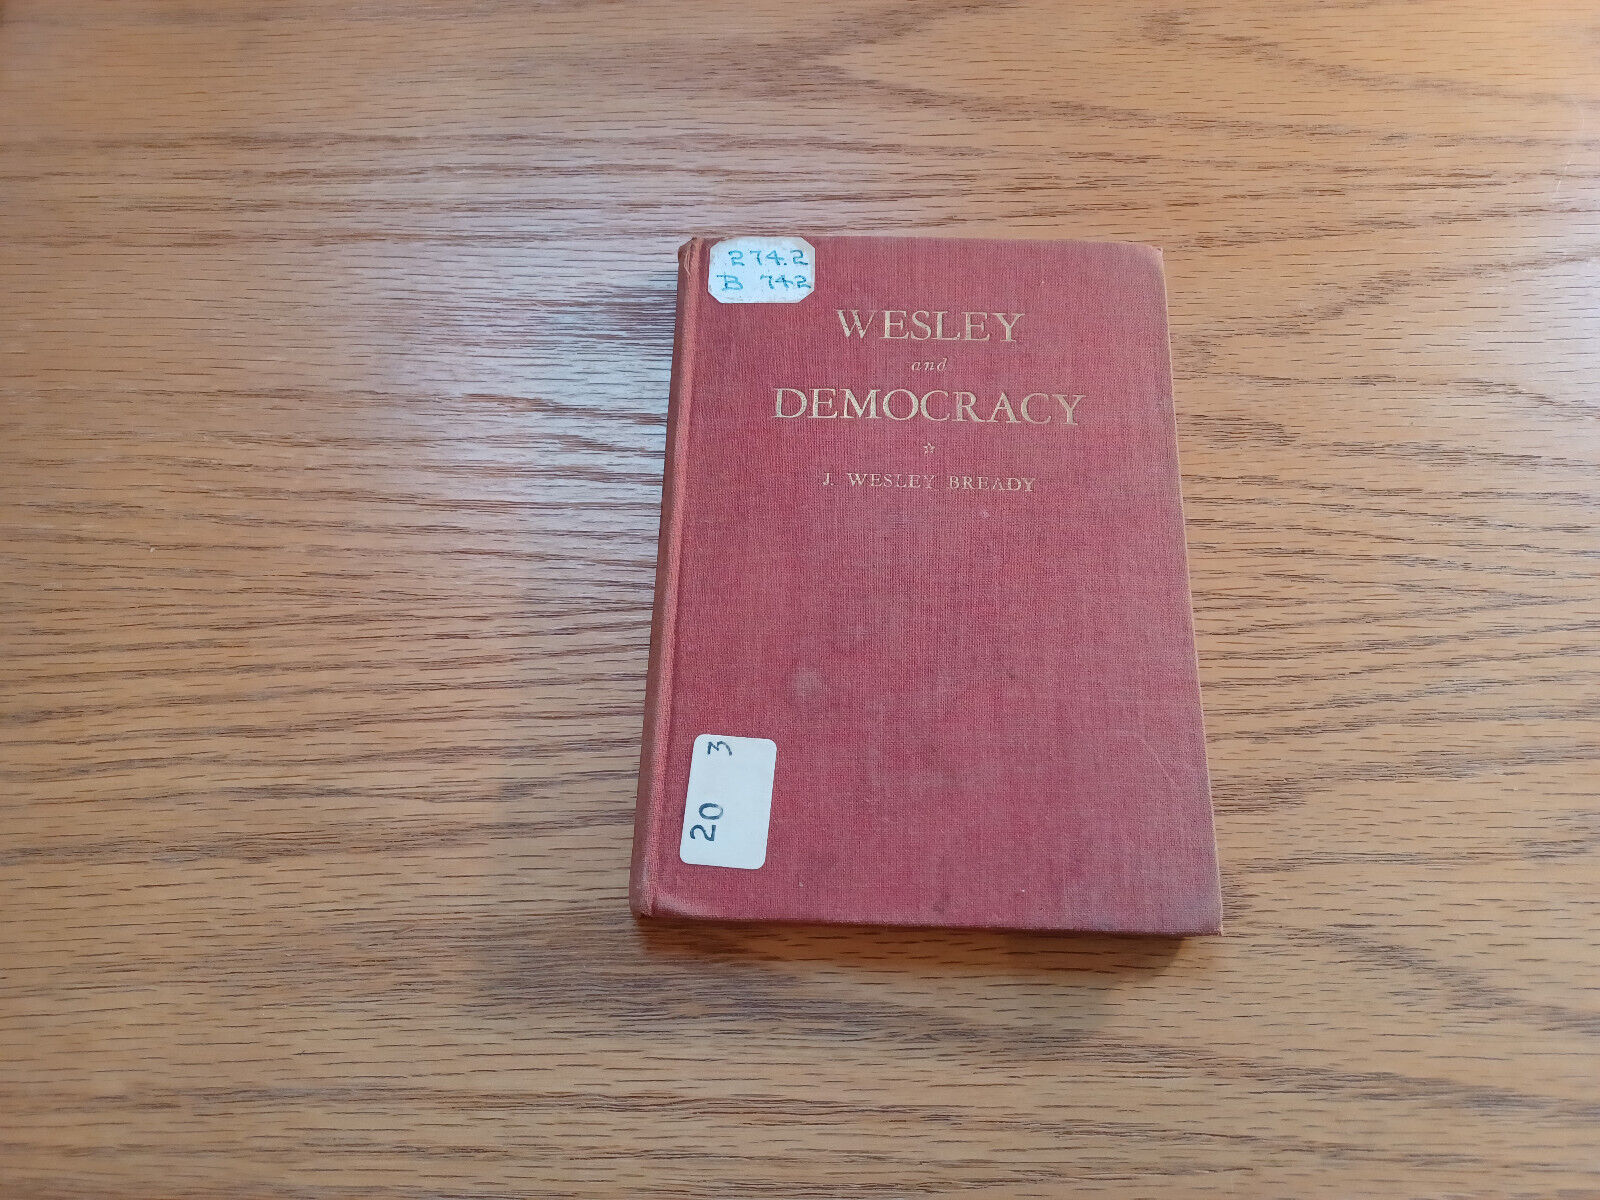 274.2
B 742
WESLEY
and
DEMOCRACY
J. WESLEY BREADY
20 3